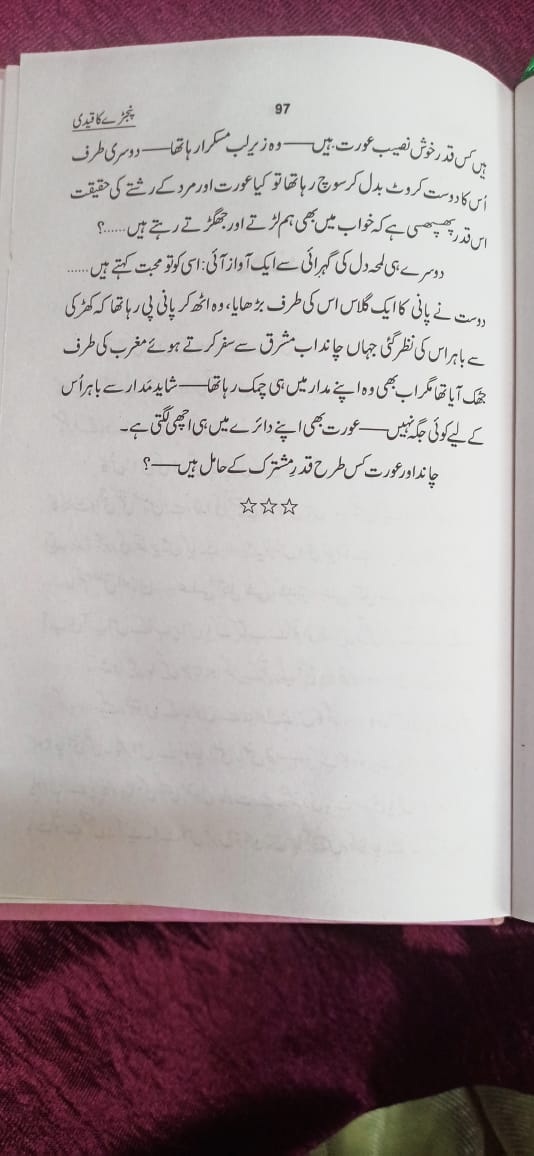 پنجرے کا قیدی
97
ہیں کس قدر خوش نصیب عورت ہیں——وہ زیرِ لب مسکرا رہا تھا——دوسری طرف
اُس کا دوست کروٹ بدل کر سوچ رہا تھا تو کیا عورت اور مرد کے رشتے کی حقیقت
اس قدر پھپھسی ہے کہ خواب میں بھی ہم لڑتے اور جھگڑتے رہتے ہیں......؟
دوسرے ہی لمحہ دل کی گہرائی سے ایک آواز آئی: اسی کو تو محبت کہتے ہیں......
دوست نے پانی کا ایک گلاس اس کی طرف بڑھایا، وہ اٹھ کر پانی پی رہا تھا کہ کھڑکی
سے باہر اس کی نظر گئی جہاں چاند اب مشرق سے سفر کرتے ہوئے مغرب کی طرف
جھک آیا تھا مگر اب بھی وہ اپنے مدار میں ہی چمک رہا تھا——شاید مَدار سے باہر اُس
کے لیے کوئی جگہ نہیں——عورت بھی اپنے دائرے میں ہی اچھی لگتی ہے۔
چاند اور عورت کس طرح قدرِ مشترک کے حامل ہیں——؟
☆☆☆